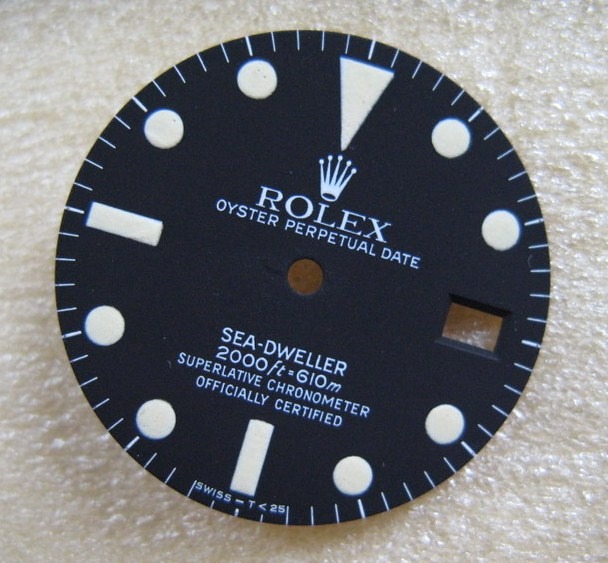 ROLEX
OYSTER PERPETUAL DATE
SEA-DWELLER
2000ft=610m
SUPERLATIVE CHRONOMETER
OFFICIALLY CERTIFIED
SWISS-T<25